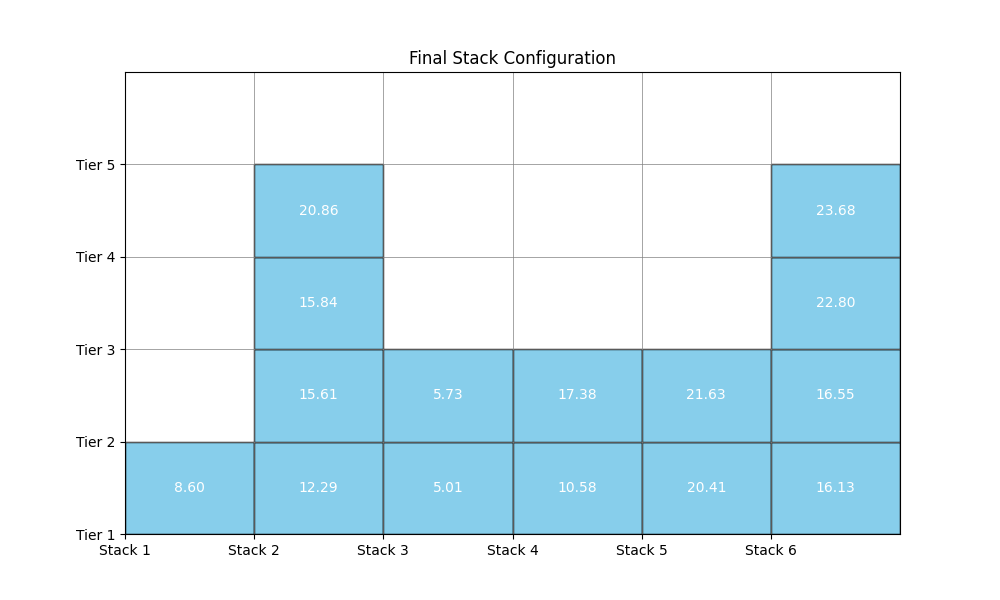 Final Stack Configuration
Tier 5
20.86 23.68
Tier 4
15.84 22.80
Tier 3
15.61 5.73 17.38 21.63 16.55
Tier 2
8.60 12.29 5.01 10.58 20.41 16.13
Tier 1
Stack 1 Stack 2 Stack 3 Stack 4 Stack 5 Stack 6